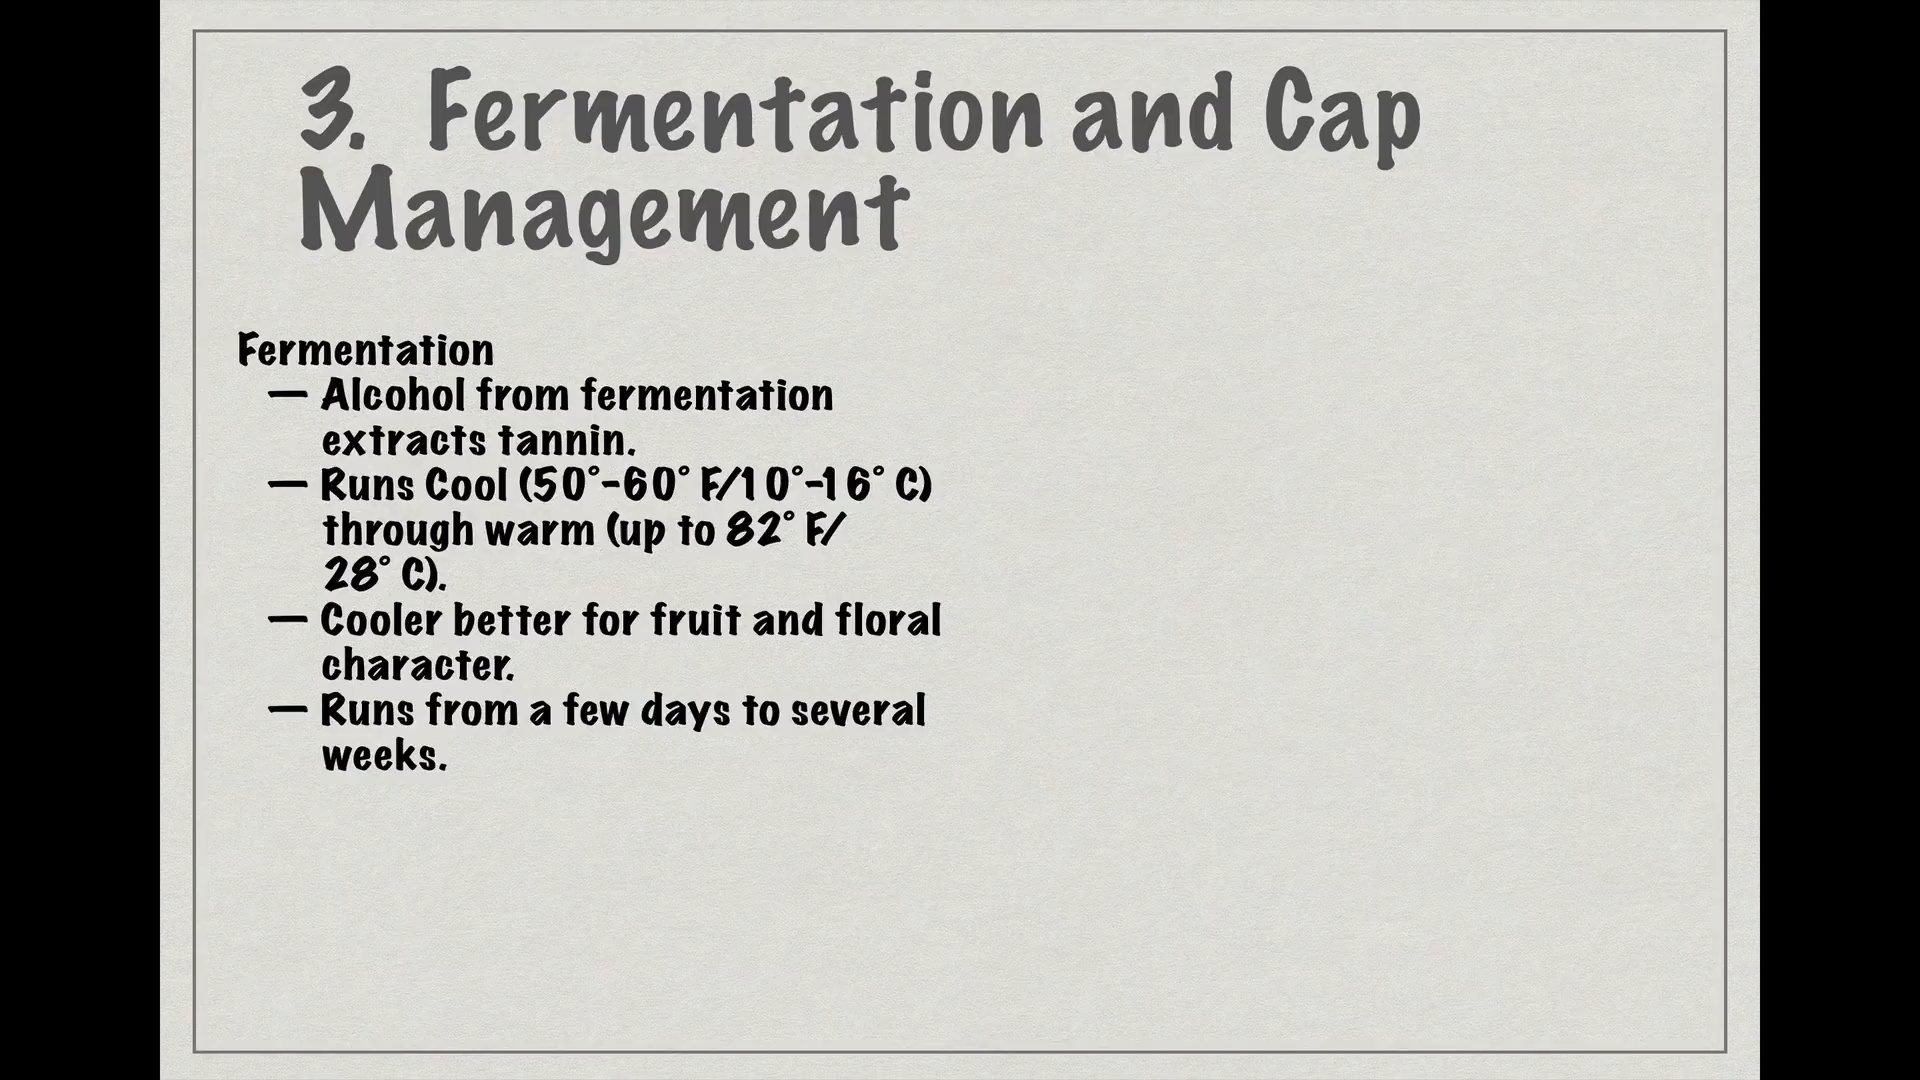 3. Fermentation and Cap
Management
Fermentation
— Alcohol from fermentation
extracts tannin.
— Runs Cool (50°-60° F/10°-16° C)
through warm (up to 82° F/
28° C).
— Cooler better for fruit and floral
character.
— Runs from a few days to several
weeks.